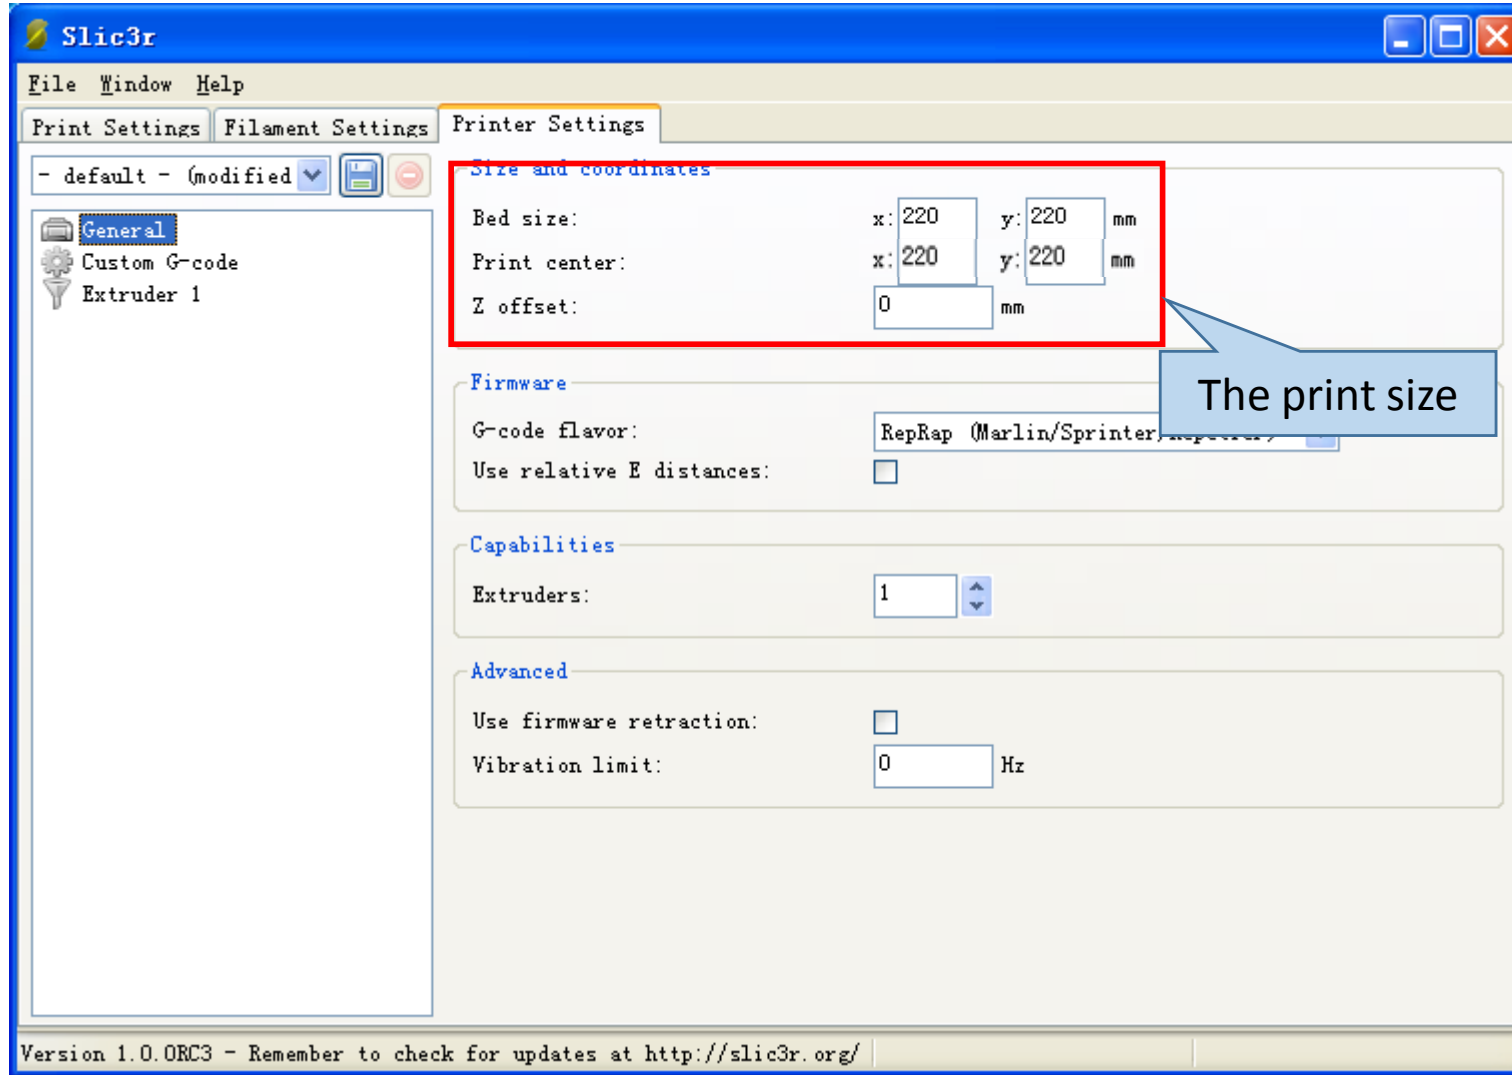 Slic3r
File Window Help
Print Settings Filament Settings Printer Settings
- default - (modified
General
Custom G-code
Extruder 1
Size and coordinates
Bed size: x: 220 y: 220 mm
Print center: x: 220 y: 220 mm
Z offset: 0 mm
The print size
Firmware
G-code flavor: RepRap (Marlin/Sprinter/
Use relative E distances:
Capabilities
Extruders: 1
Advanced
Use firmware retraction:
Vibration limit: 0 Hz
Version 1.0.0RC3 - Remember to check for updates at http://slic3r.org/